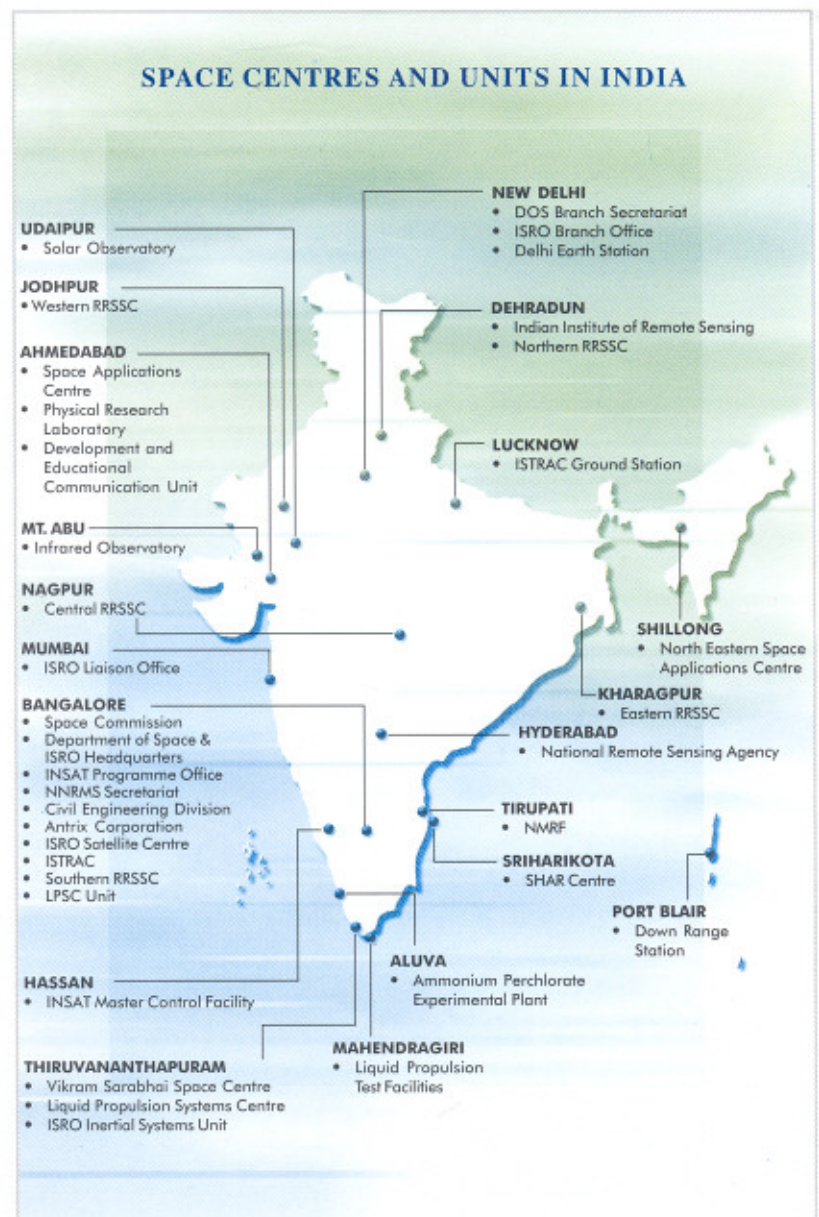 SPACE CENTRES AND UNITS IN INDIA
UDAIPUR
• Solar Observatory
JODHPUR
• Western RRSSC
AHMEDABAD
• Space Applications
Centre
• Physical Research
Laboratory
• Development and
Educational
Communication Unit
MT. ABU
• Infrared Observatory
NAGPUR
• Central RRSSC
MUMBAI
• ISRO Liaison Office
BANGALORE
• Space Commission
• Department of Space &
ISRO Headquarters
• INSAT Programme Office
• NNRMS Secretariat
• Civil Engineering Division
• Antrix Corporation
• ISRO Satellite Centre
• ISTRAC
• Southern RRSSC
• LPSC Unit
HASSAN
• INSAT Master Control Facility
THIRUVANANTHAPURAM
• Vikram Sarabhai Space Centre
• Liquid Propulsion Systems Centre
• ISRO Inertial Systems Unit
NEW DELHI
• DOS Branch Secretariat
• ISRO Branch Office
• Delhi Earth Station
DEHRADUN
• Indian Institute of Remote Sensing
• Northern RRSSC
LUCKNOW
• ISTRAC Ground Station
SHILLONG
• North Eastern Space
Applications Centre
KHARAGPUR
• Eastern RRSSC
HYDERABAD
• National Remote Sensing Agency
TIRUPATI
• NMRF
SRIHARIKOTA
• SHAR Centre
PORT BLAIR
• Down Range
Station
ALUVA
• Ammonium Perchlorate
Experimental Plant
MAHENDRAGIRI
• Liquid Propulsion
Test Facilities